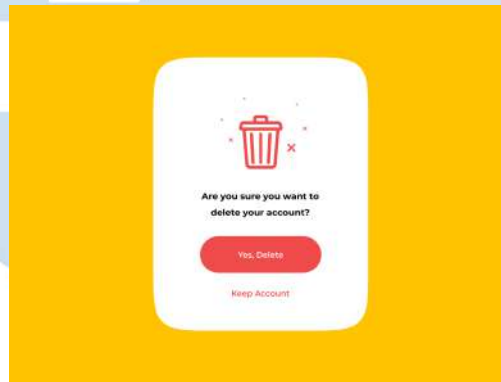 Are you sure you want to
delete your account?
Yes, Delete
Keep Account